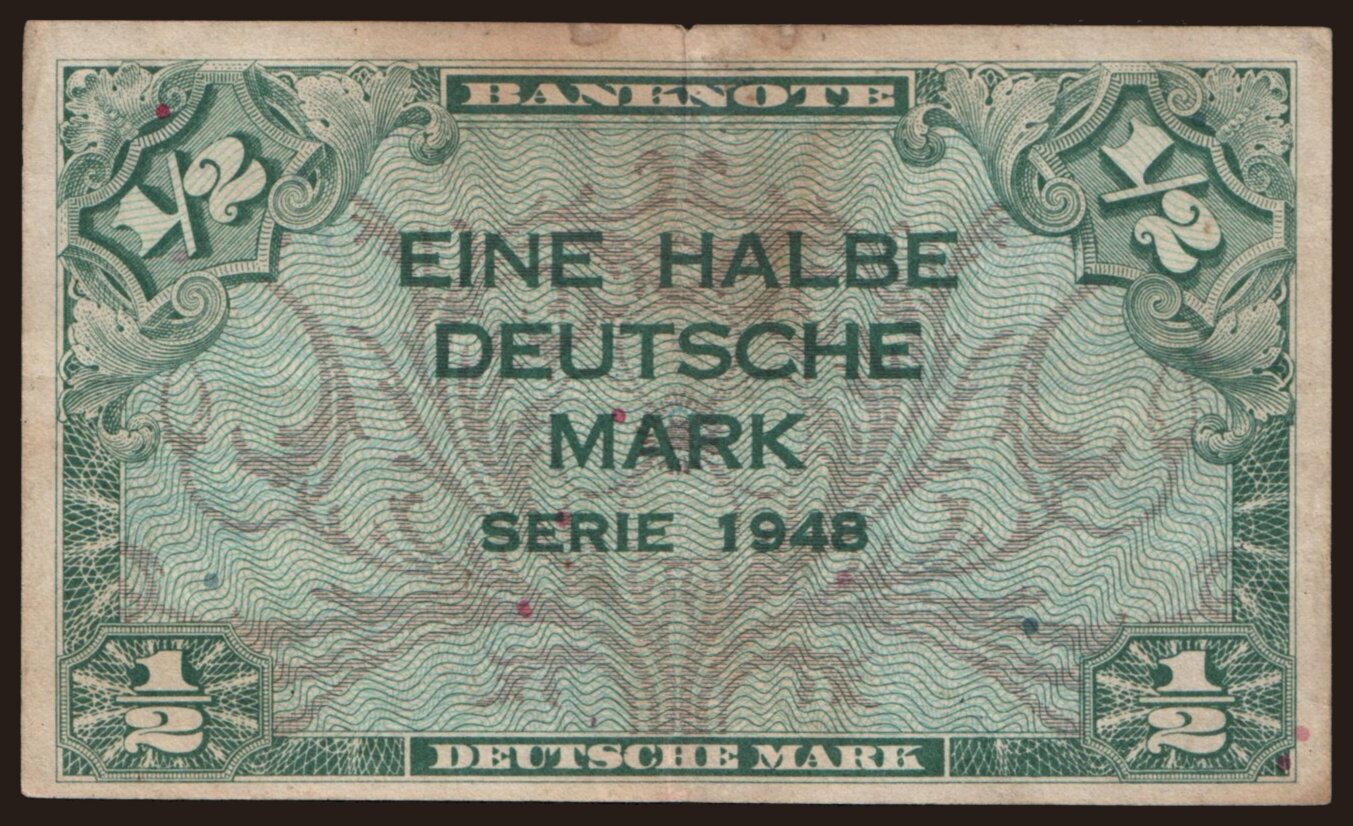 BANKNOTE
1/2
1/2
EINE HALBE
DEUTSCHE
MARK
SERIE 1948
1/2
1/2
DEUTSCHE MARK